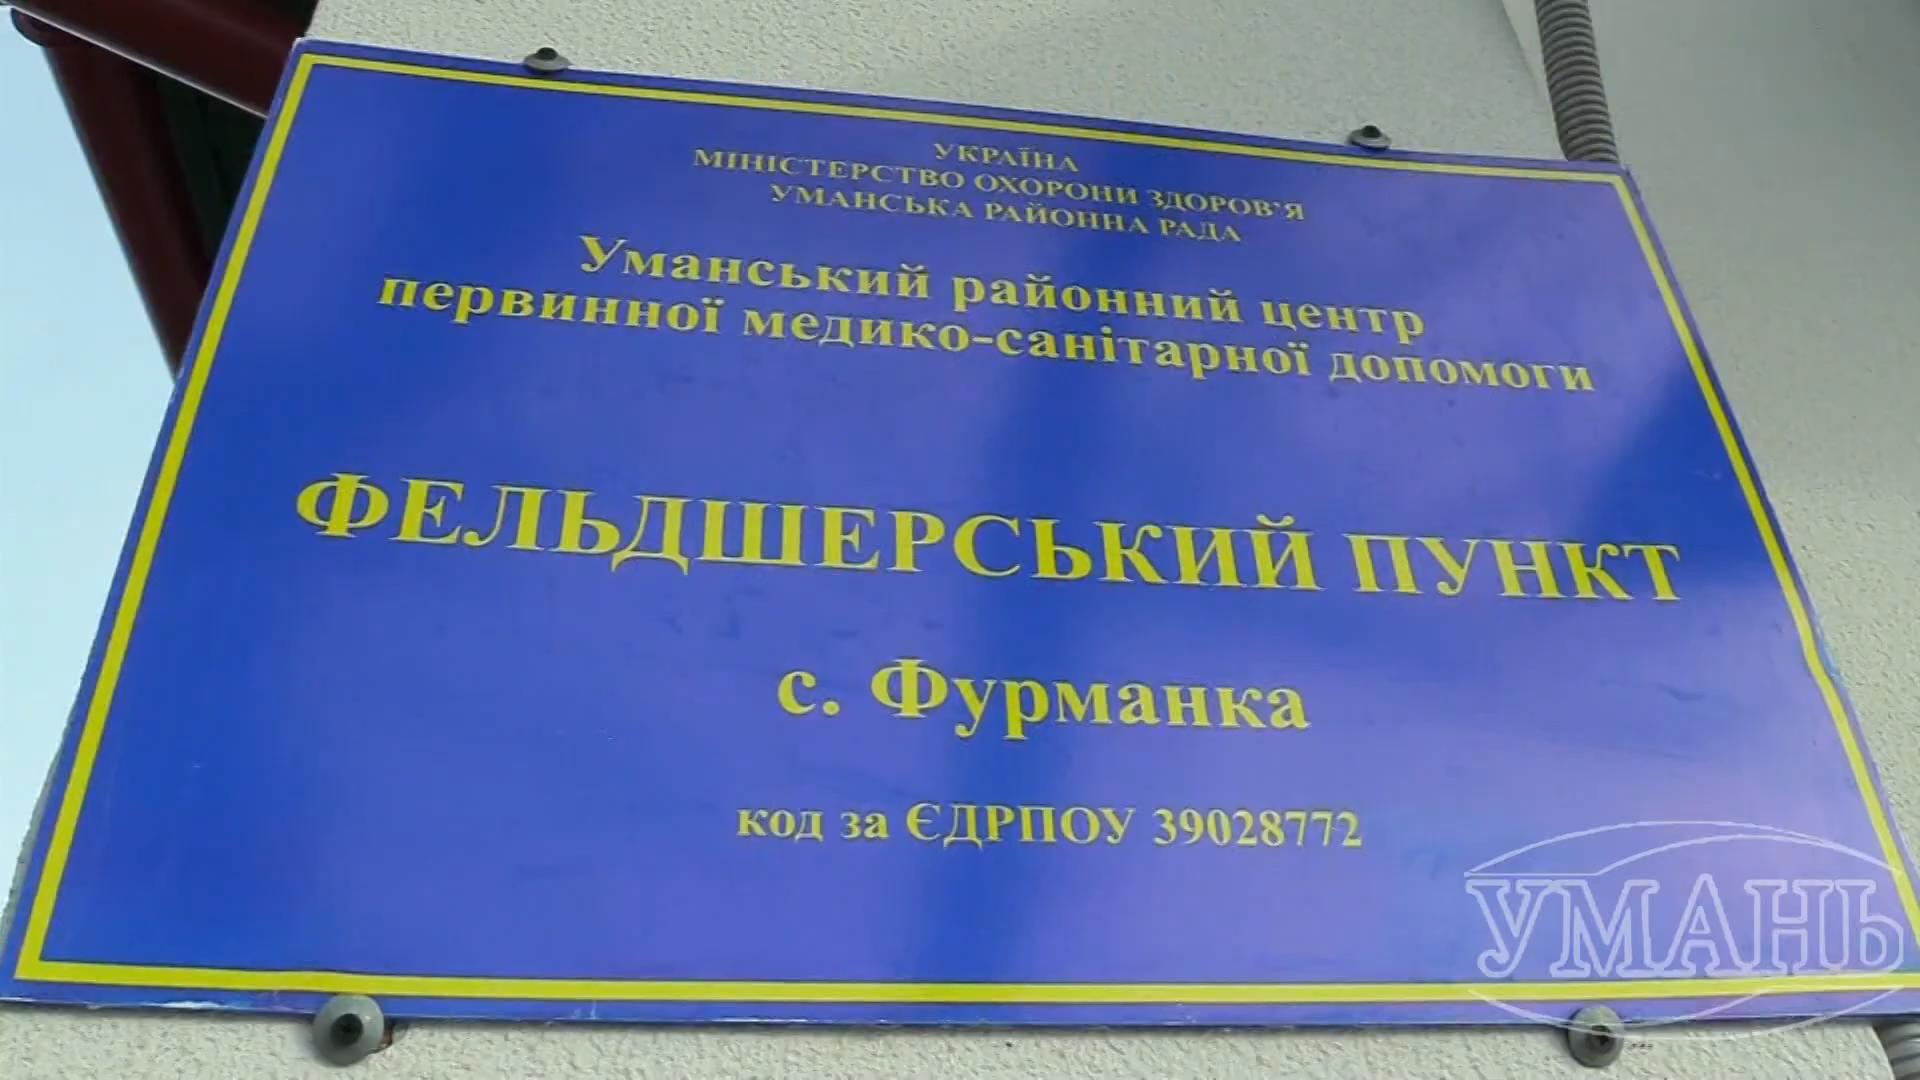 УКРАЇНА
МІНІСТЕРСТВО ОХОРОНИ ЗДОРОВ'Я
УМАНСЬКА РАЙОННА РАДА
Уманський районний центр
первинної медико-санітарної допомоги
ФЕЛЬДШЕРСЬКИЙ ПУНКТ
с. Фурманка
код за ЄДРПОУ 39028772
УМАНЬ